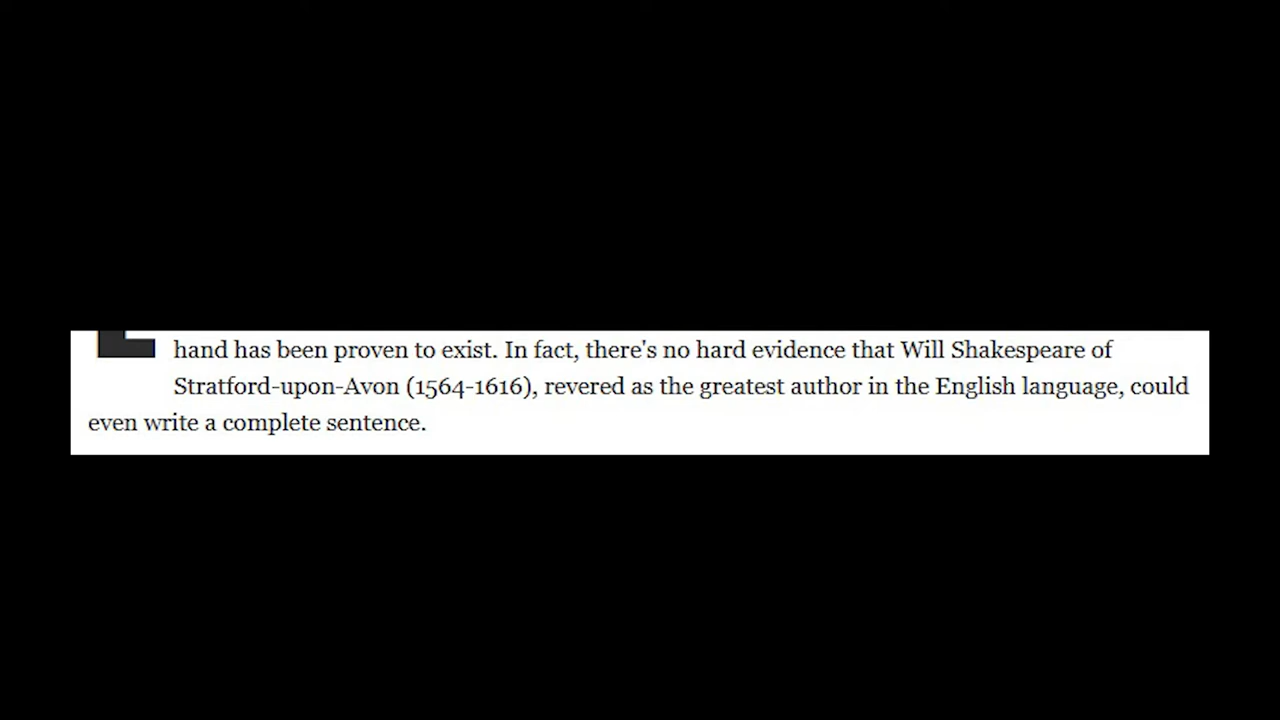 hand has been proven to exist. In fact, there's no hard evidence that Will Shakespeare of
Stratford-upon-Avon (1564-1616), revered as the greatest author in the English language, could
even write a complete sentence.